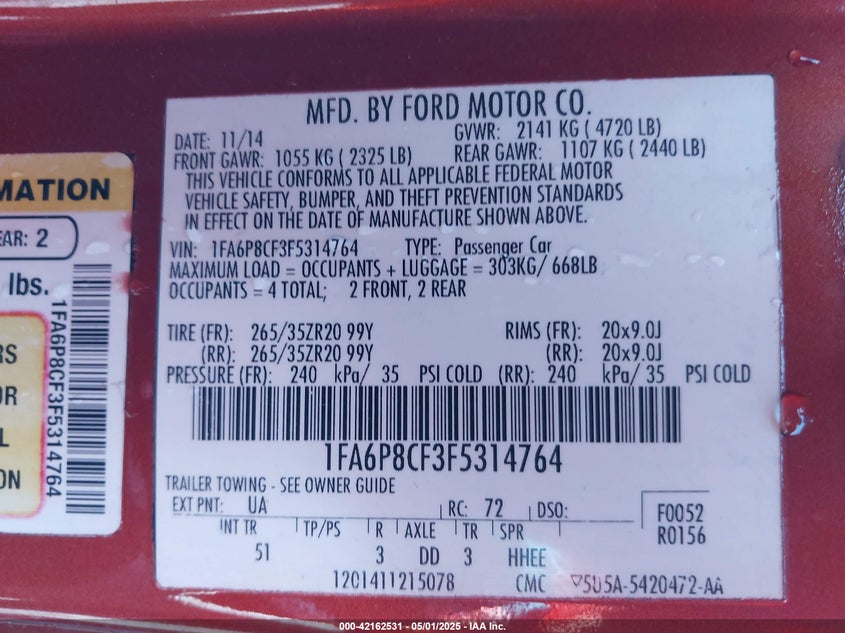 MFD. BY FORD MOTOR CO.
DATE: 11/14
GVWR: 2141 KG ( 4720 LB)
FRONT GAWR: 1055 KG ( 2325 LB)
REAR GAWR: 1107 KG ( 2440 LB)
THIS VEHICLE CONFORMS TO ALL APPLICABLE FEDERAL MOTOR
VEHICLE SAFETY, BUMPER, AND THEFT PREVENTION STANDARDS
IN EFFECT ON THE DATE OF MANUFACTURE SHOWN ABOVE.
VIN: 1FA6P8CF3F5314764 TYPE: Passenger Car
MAXIMUM LOAD = OCCUPANTS + LUGGAGE = 303KG/ 668LB
OCCUPANTS = 4 TOTAL; 2 FRONT, 2 REAR
TIRE (FR): 265/35ZR20 99Y RIMS (FR): 20x9.0J
(RR): 265/35ZR20 99Y (RR): 20x9.0J
PRESSURE (FR): 240 kPa/ 35 PSI COLD (RR): 240 kPa/ 35 PSI COLD
1FA6P8CF3F5314764
TRAILER TOWING - SEE OWNER GUIDE
EXT PNT: UA RC: 72 DSO:
F0052
R0156
INT TR TP/PS R AXLE TR SPR
51 3 DD 3 HHEE
1201411215078 CMC 5U5A-5420472-AA
MATION
EAR: 2
lbs.
RS
OR
L
ON
1FA6P8CF3F5314764
000-42162531 - 05/01/2025 - IAA Inc.